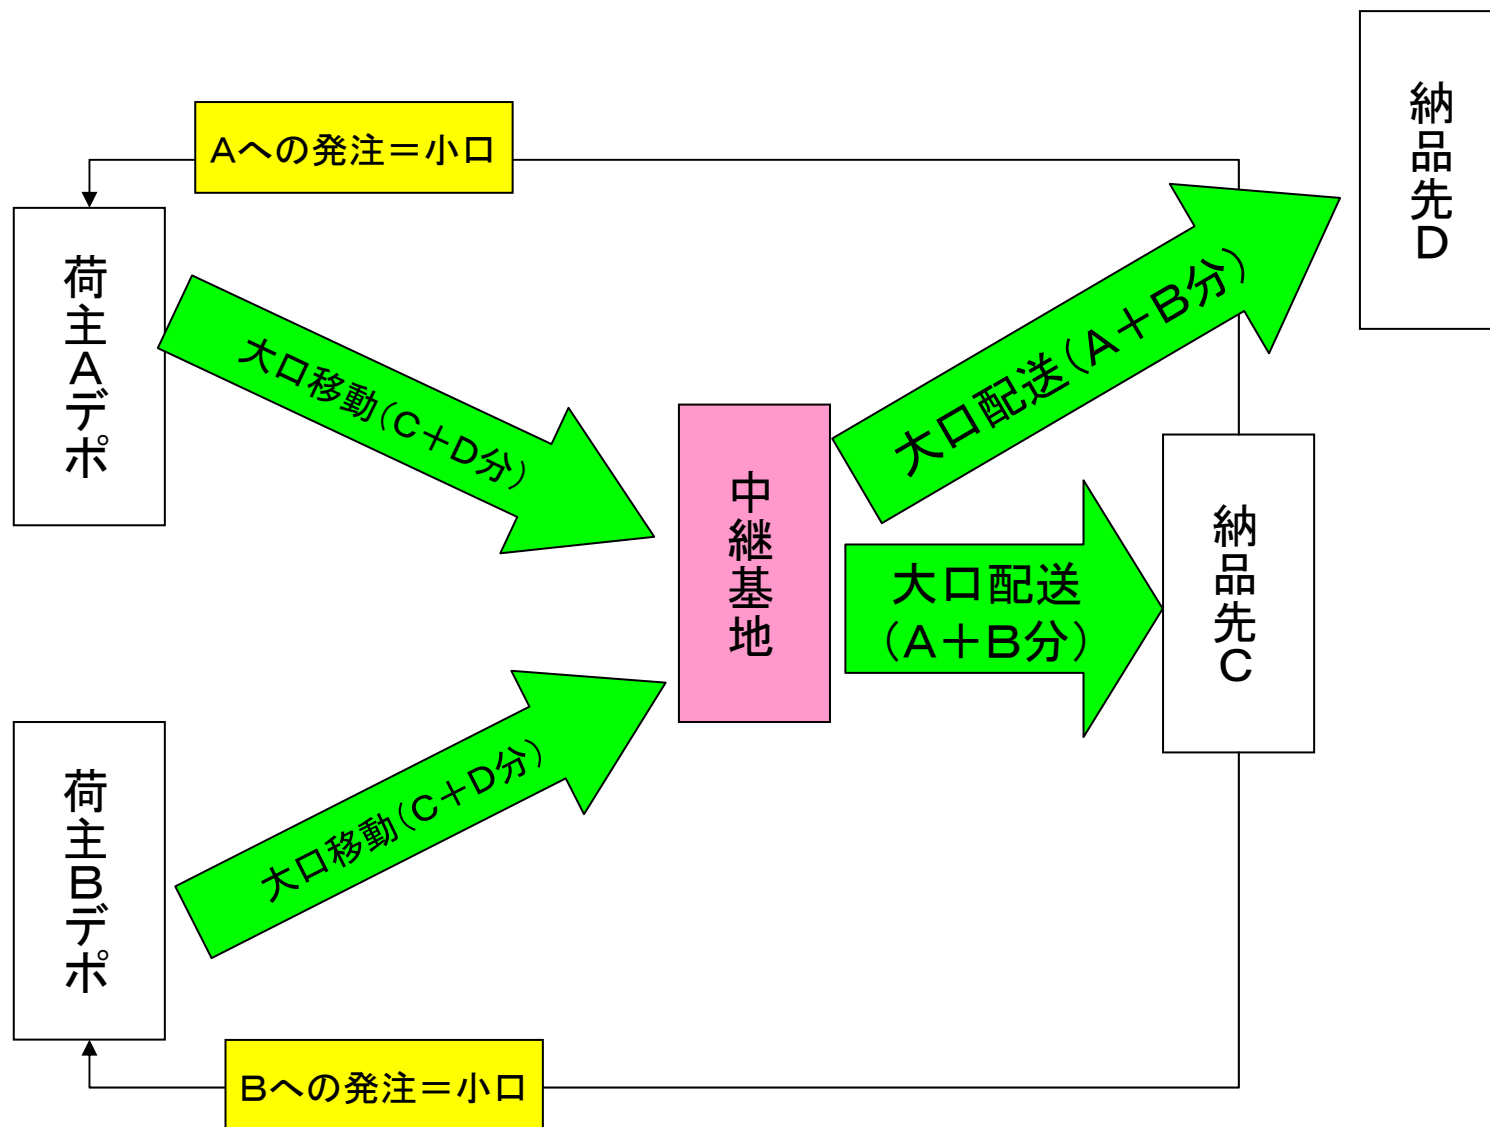 Aへの発注＝小口
納品先D
荷主Aデポ
大口移動（C＋D分）
大口配送（A＋B分）
中継基地
大口配送
（A＋B分）
納品先C
大口移動（C＋D分）
荷主Bデポ
Bへの発注＝小口